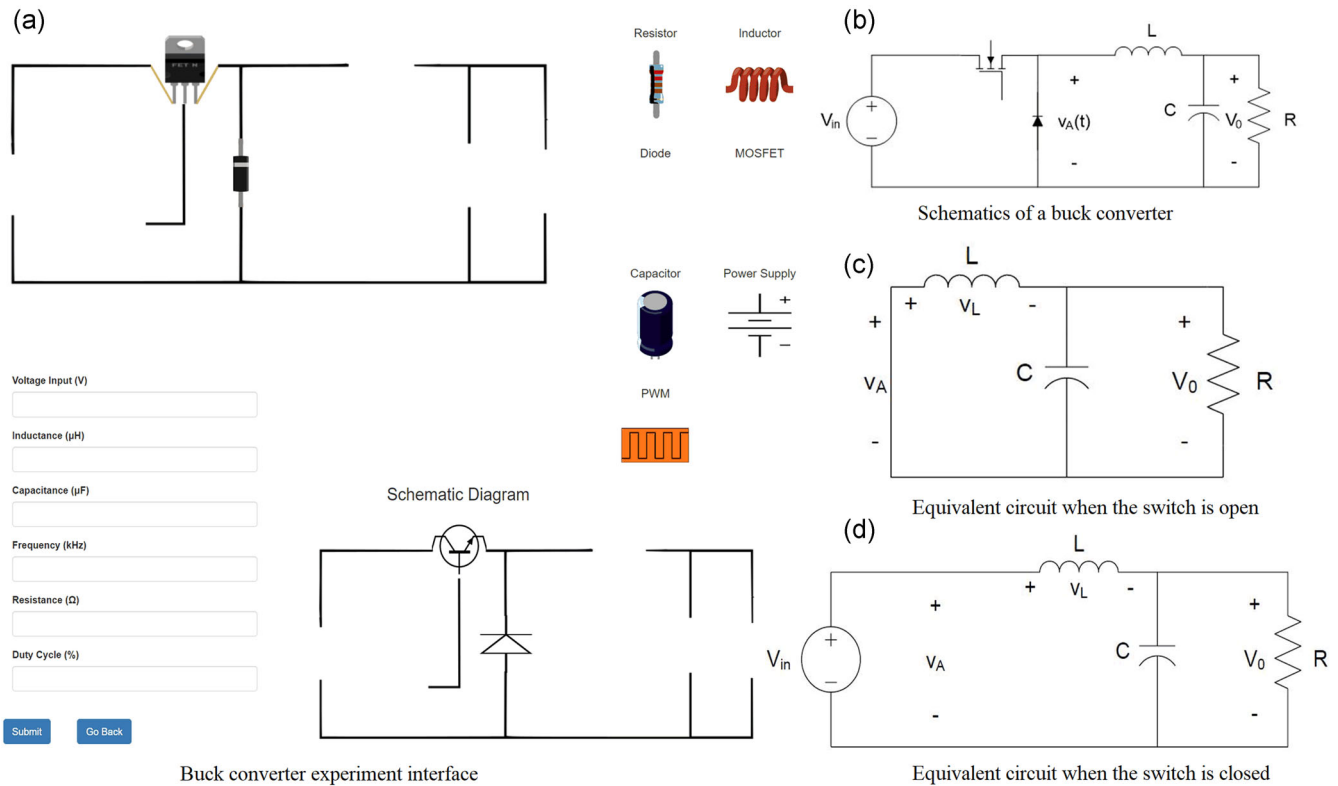 (a)
FET N
Resistor
Inductor
Diode
MOSFET
Capacitor
Power Supply
+
−
PWM
Voltage Input (V)
Inductance (µH)
Capacitance (µF)
Frequency (kHz)
Resistance (Ω)
Duty Cycle (%)
Submit
Go Back
Schematic Diagram
Buck converter experiment interface
(b)
L
+
−
Vin
+
vA(t)
-
C
+
V0
-
R
Schematics of a buck converter
(c)
L
+
vL
-
+
vA
-
C
+
V0
-
R
Equivalent circuit when the switch is open
(d)
L
+
vL
-
Vin
+
−
+
vA
-
C
+
V0
-
R
Equivalent circuit when the switch is closed